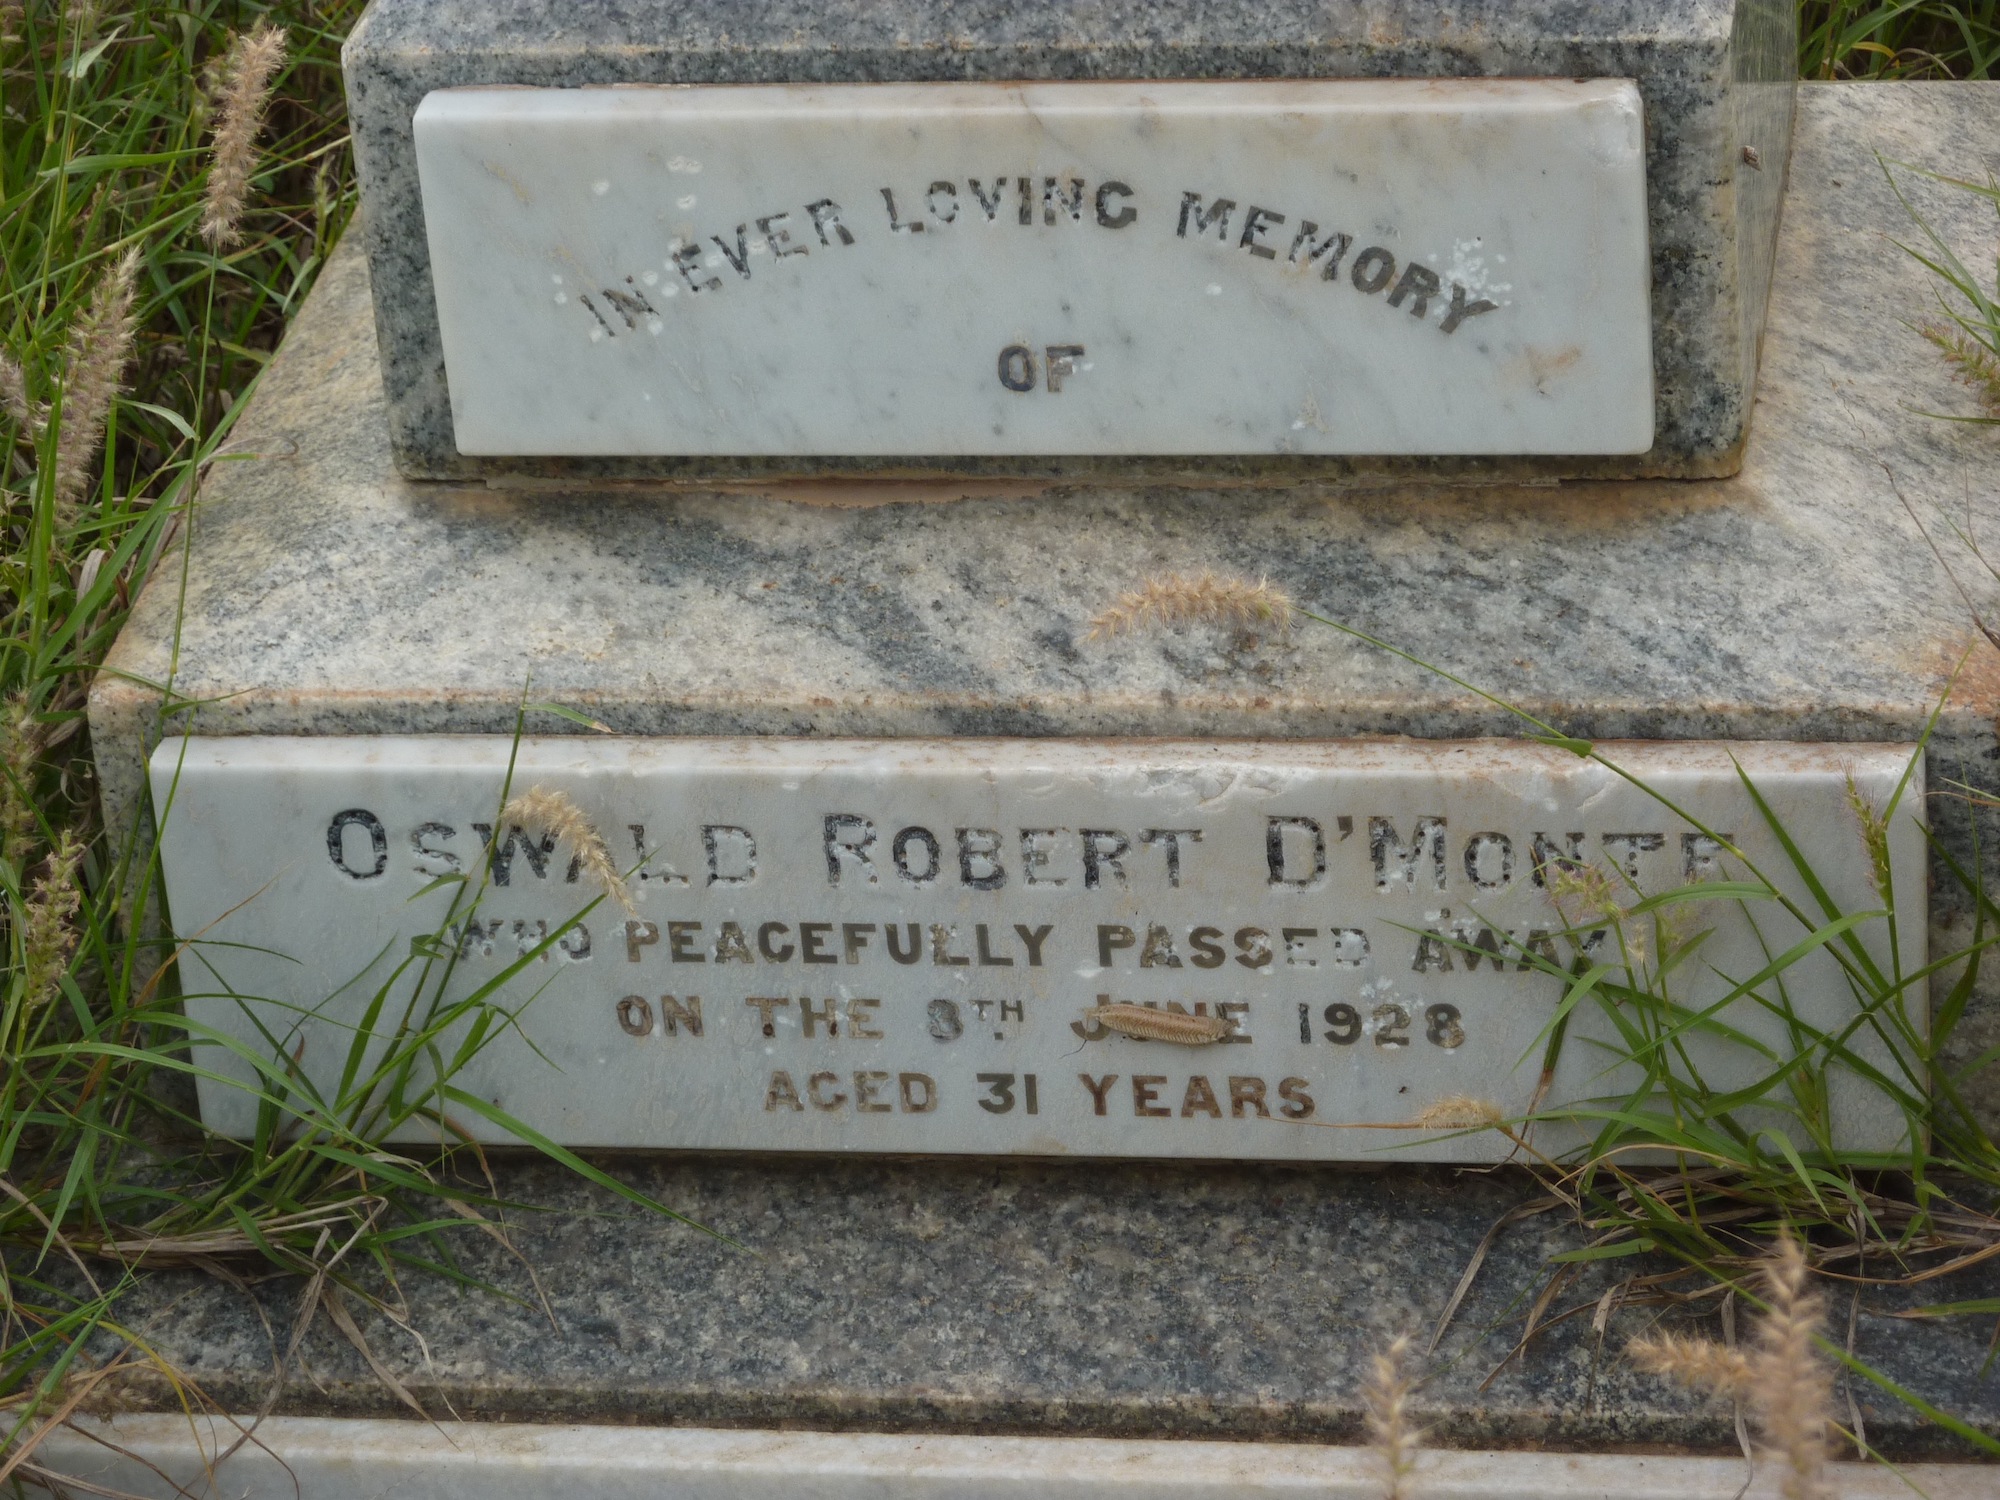 IN EVER LOVING MEMORY
OF
OSWALD ROBERT D'MONTE
WHO PEACEFULLY PASSED AWAY
ON THE 8TH JUNE 1928
AGED 31 YEARS